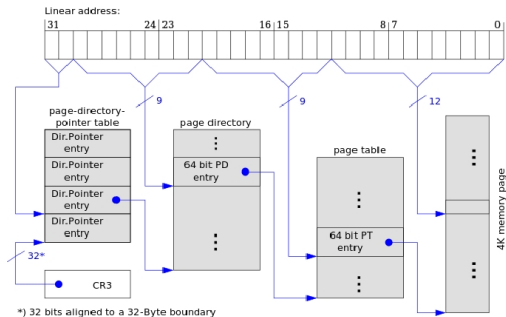 Linear address:
31 24 23 16 15 8 7 0
9 9 12
page-directory-
pointer table
page directory
page table
Dir.Pointer
entry
Dir.Pointer
entry
Dir.Pointer
entry
Dir.Pointer
entry
64 bit PD
entry
64 bit PT
entry
4K memory page
32*
CR3
*) 32 bits aligned to a 32-Byte boundary